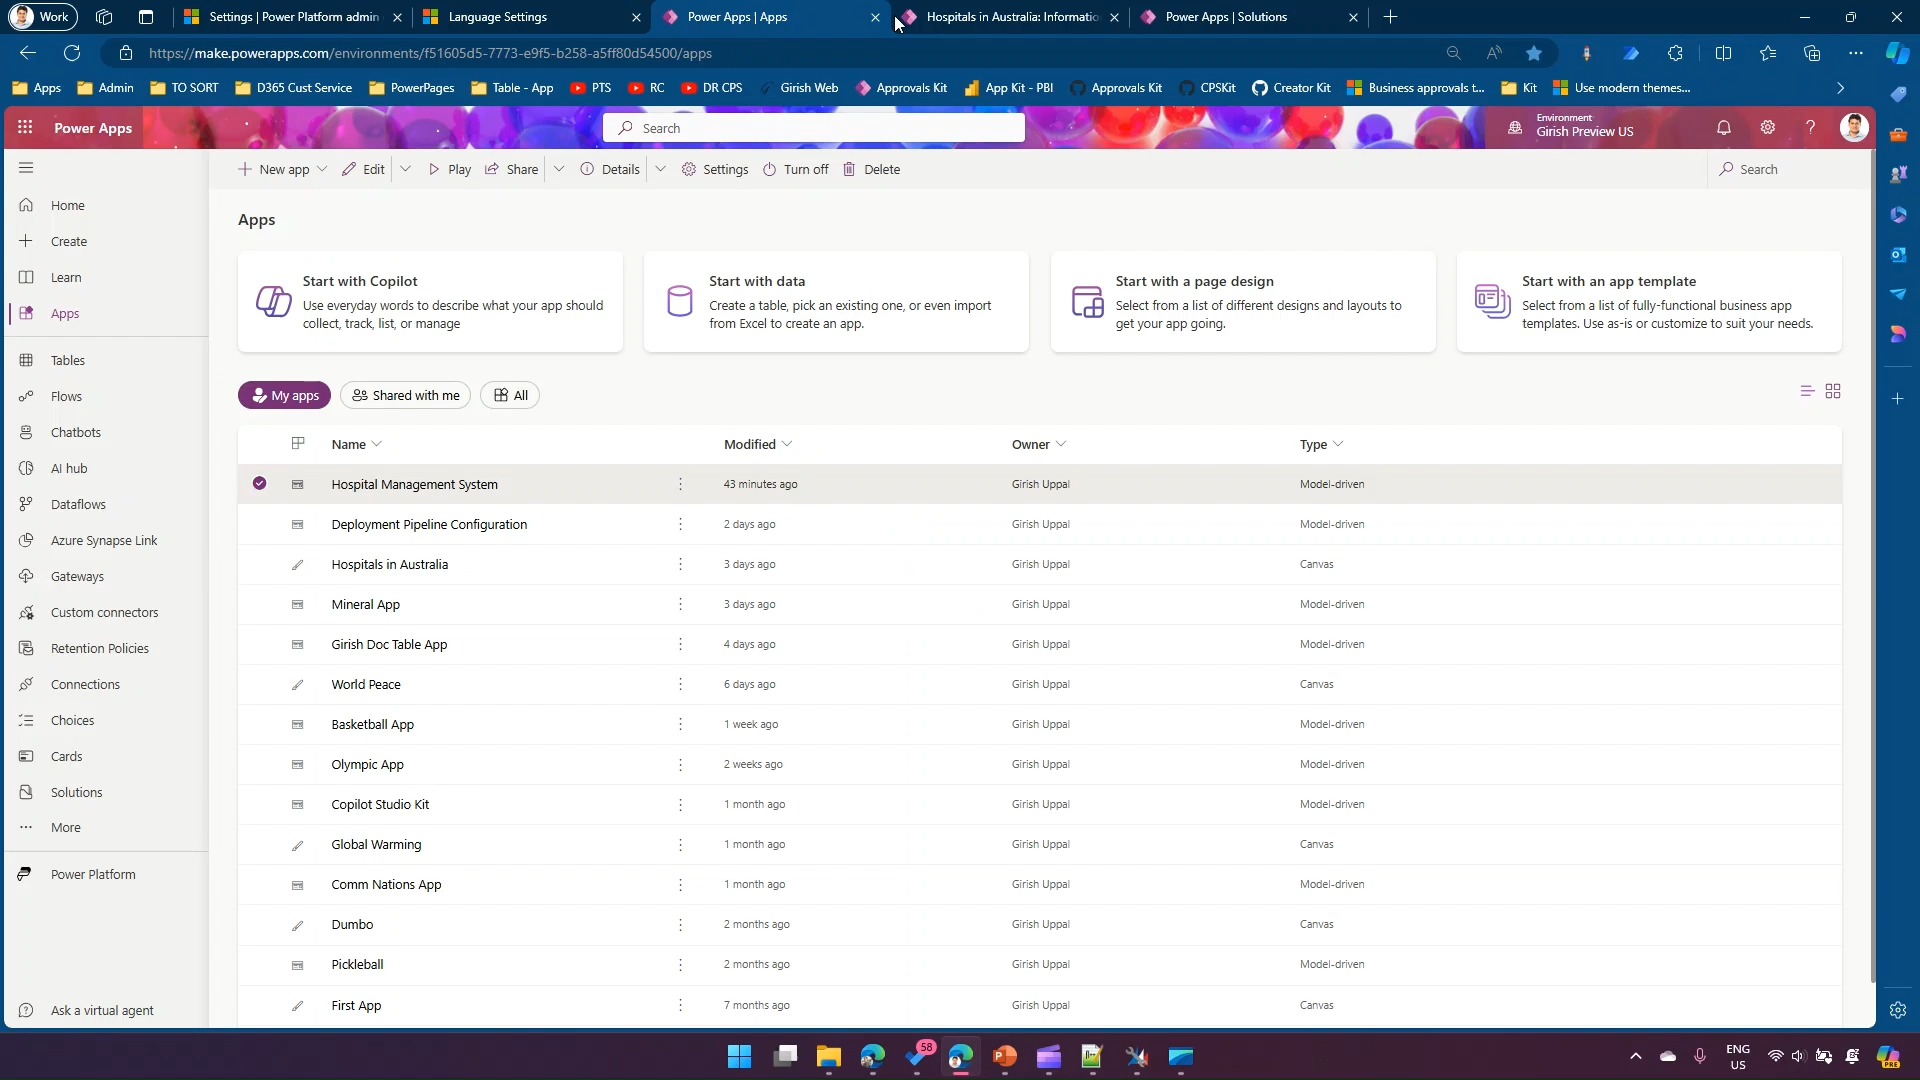 Work
Settings | Power Platform admin
Language Settings
Power Apps | Apps
Hospitals in Australia: Informatio
Power Apps | Solutions
https://make.powerapps.com/environments/f51605d5-7773-e9f5-b258-a5ff80d54500/apps
Apps
Admin
TO SORT
D365 Cust Service
PowerPages
Table - App
PTS
RC
DR CPS
Girish Web
Approvals Kit
App Kit - PBI
Approvals Kit
CPSKit
Creator Kit
Business approvals t...
Kit
Use modern themes...
Power Apps
Search
Environment
Girish Preview US
New app
Edit
Play
Share
Details
Settings
Turn off
Delete
Search
Home
Create
Learn
Apps
Tables
Flows
Chatbots
AI hub
Dataflows
Azure Synapse Link
Gateways
Custom connectors
Retention Policies
Connections
Choices
Cards
Solutions
More
Power Platform
Ask a virtual agent
Apps
Start with Copilot
Use everyday words to describe what your app should
collect, track, list, or manage
Start with data
Create a table, pick an existing one, or even import
from Excel to create an app.
Start with a page design
Select from a list of different designs and layouts to
get your app going.
Start with an app template
Select from a list of fully-functional business app
templates. Use as-is or customize to suit your needs.
My apps
Shared with me
All
Name Modified Owner Type
Hospital Management System 43 minutes ago Girish Uppal Model-driven
Deployment Pipeline Configuration 2 days ago Girish Uppal Model-driven
Hospitals in Australia 3 days ago Girish Uppal Canvas
Mineral App 3 days ago Girish Uppal Model-driven
Girish Doc Table App 4 days ago Girish Uppal Model-driven
World Peace 6 days ago Girish Uppal Canvas
Basketball App 1 week ago Girish Uppal Model-driven
Olympic App 2 weeks ago Girish Uppal Model-driven
Copilot Studio Kit 1 month ago Girish Uppal Model-driven
Global Warming 1 month ago Girish Uppal Canvas
Comm Nations App 1 month ago Girish Uppal Model-driven
Dumbo 2 months ago Girish Uppal Canvas
Pickleball 2 months ago Girish Uppal Model-driven
First App 7 months ago Girish Uppal Canvas
58
ENG
US
PRE